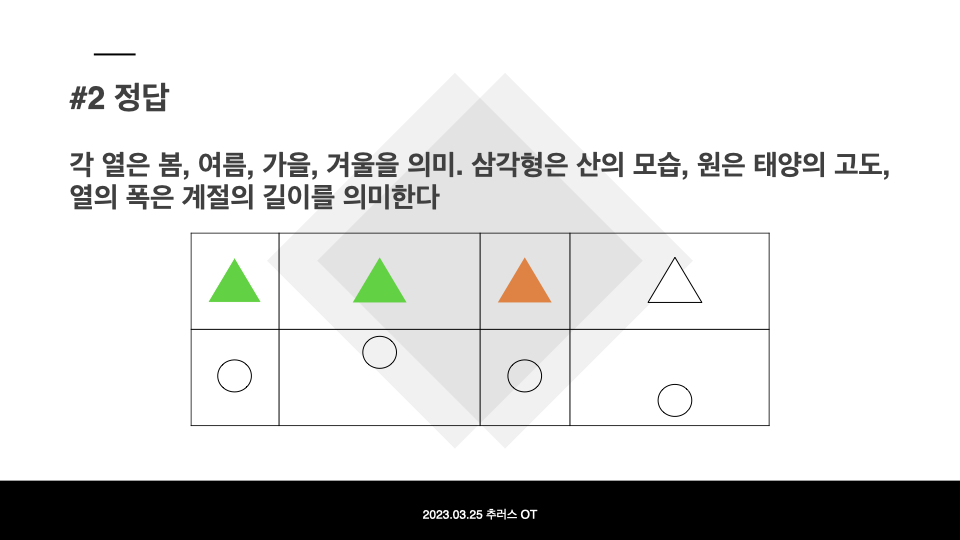 #2 정답
각 열은 봄, 여름, 가을, 겨울을 의미. 삼각형은 산의 모습, 원은 태양의 고도,
열의 폭은 계절의 길이를 의미한다
2023.03.25 추러스 OT